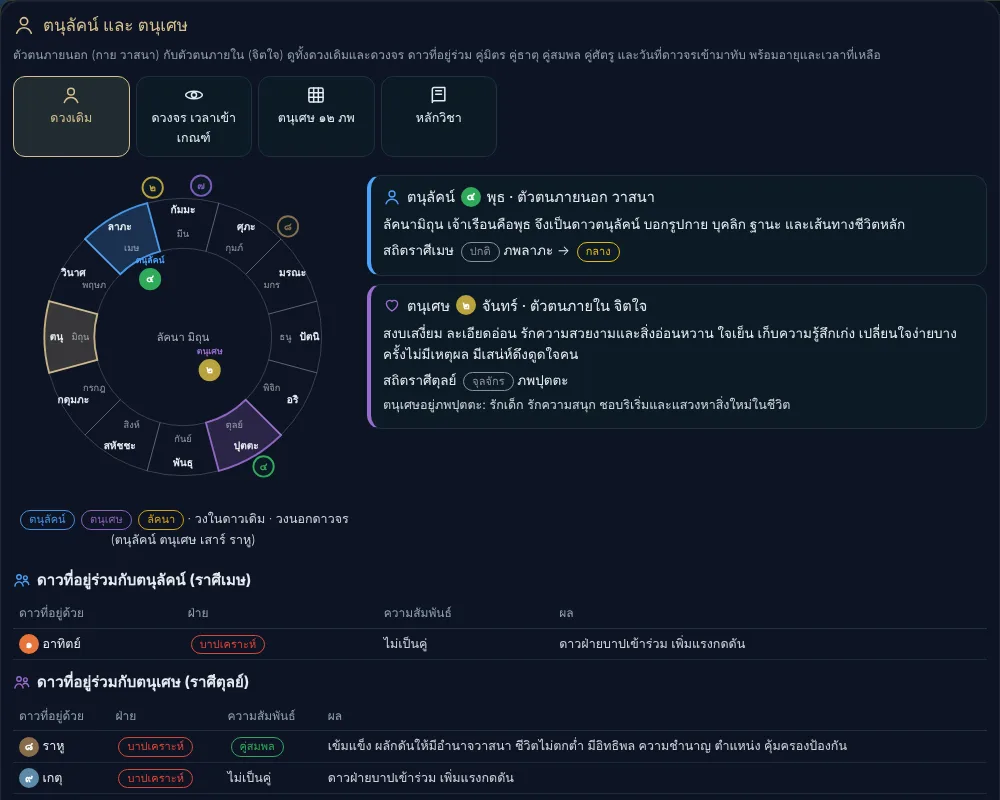 ตนุลัคน์ และ ตนุเศษ
ตัวตนภายนอก (กาย วาสนา) กับตัวตนภายใน (จิตใจ) ดูทั้งดวงเดิมและดวงจร ดาวที่อยู่ร่วม คู่มิตร คู่ธาตุ คู่สมพล คู่ศัตรู และวันที่ดาวจรเข้ามาทับ พร้อมอายุและเวลาที่เหลือ
ดวงเดิม
ดวงจร เวลาเข้า
เกณฑ์
ตนุเศษ ๑๒ ภพ
หลักวิชา
๒
๗
๘
กัมมะ
มีน
ลาภะ
เมษ
ศุภะ
กุมภ์
ตนุลัคน์
๔
วินาศ
พฤษภ
มรณะ
มกร
ตนุ มิถุน
ลัคนา มิถุน
ธนู ปัตนิ
ตนุเศษ
๒
กรกฎ
กดุมภะ
พิจิก
อริ
สิงห์
สหัชชะ
กันย์
พันธุ
ตุลย์
ปุตตะ
๔
ตนุลัคน์ ตนุเศษ ลัคนา · วงในดาวเดิม · วงนอกดาวจร
(ตนุลัคน์ ตนุเศษ เสาร์ ราหู)
ตนุลัคน์ ๔ พุธ · ตัวตนภายนอก วาสนา
ลัคนามิถุน เจ้าเรือนคือพุธ จึงเป็นดาวตนุลัคน์ บอกรูปกาย บุคลิก ฐานะ และเส้นทางชีวิตหลัก
สถิตราศีเมษ ปกติ ภพลาภะ → กลาง
ตนุเศษ ๒ จันทร์ · ตัวตนภายใน จิตใจ
สงบเสงี่ยม ละเอียดอ่อน รักความสวยงามและสิ่งอ่อนหวาน ใจเย็น เก็บความรู้สึกเก่ง เปลี่ยนใจง่ายบาง
ครั้งไม่มีเหตุผล มีเสน่ห์ดึงดูดใจคน
สถิตราศีตุลย์ จุลจักร ภพปุตตะ
ตนุเศษอยู่ภพปุตตะ: รักเด็ก รักความสนุก ชอบริเริ่มและแสวงหาสิ่งใหม่ในชีวิต
ดาวที่อยู่ร่วมกับตนุลัคน์ (ราศีเมษ)
ดาวที่อยู่ด้วย ฝ่าย ความสัมพันธ์ ผล
๑ อาทิตย์ บาปเคราะห์ ไม่เป็นคู่ ดาวฝ่ายบาปเข้าร่วม เพิ่มแรงกดดัน
ดาวที่อยู่ร่วมกับตนุเศษ (ราศีตุลย์)
ดาวที่อยู่ด้วย ฝ่าย ความสัมพันธ์ ผล
๘ ราหู บาปเคราะห์ คู่สมพล เข้มแข็ง ผลักดันให้มีอำนาจวาสนา ชีวิตไม่ตกต่ำ มีอิทธิพล ความชำนาญ ตำแหน่ง คุ้มครองป้องกัน
๙ เกตุ บาปเคราะห์ ไม่เป็นคู่ ดาวฝ่ายบาปเข้าร่วม เพิ่มแรงกดดัน